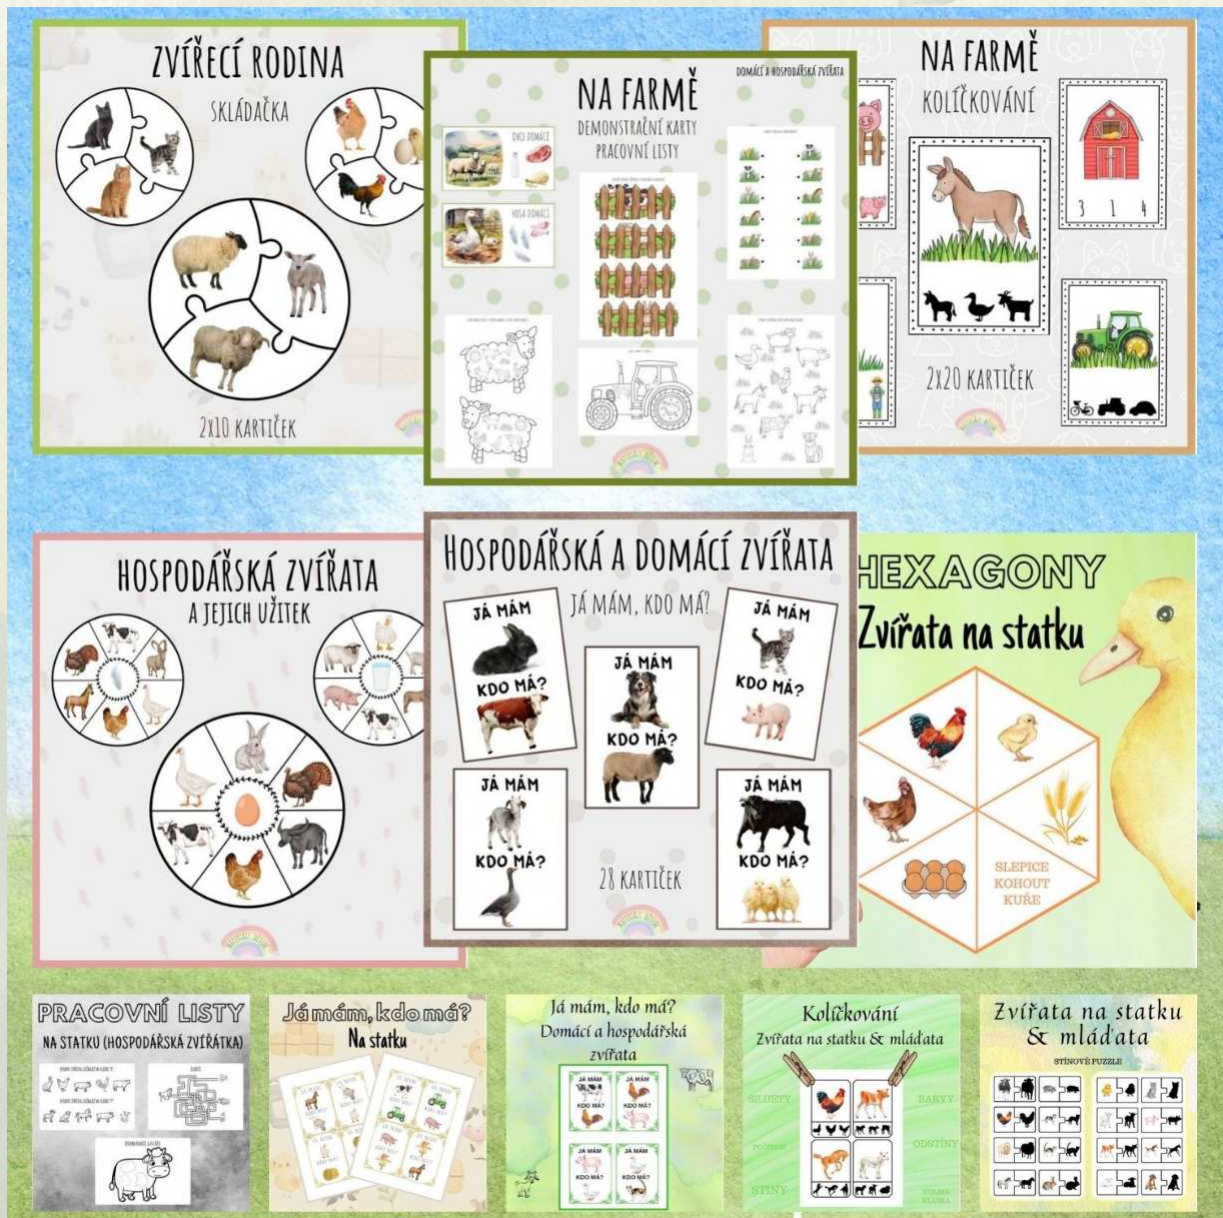 ZVÍŘECÍ RODINA
SKLÁDAČKA
2X10 KARTIČEK
DOMÁCÍ A HOSPODÁŘSKÁ ZVÍŘATA
NA FARMĚ
DEMONSTRAČNÍ KARTY
PRACOVNÍ LISTY
OVCE DOMÁCÍ
HUSA DOMÁCÍ
NA FARMĚ
KOLÍČKOVÁNÍ
3 1 4
2X20 KARTIČEK
HOSPODÁŘSKÁ ZVÍŘATA
A JEJICH UŽITEK
HOSPODÁŘSKÁ A DOMÁCÍ ZVÍŘATA
JÁ MÁM, KDO MÁ?
JÁ MÁM
KDO MÁ?
JÁ MÁM
KDO MÁ?
JÁ MÁM
KDO MÁ?
JÁ MÁM
KDO MÁ?
JÁ MÁM
KDO MÁ?
28 KARTIČEK
HEXAGONY
Zvířata na statku
SLEPICE
KOHOUT
KUŘE
PRACOVNÍ LISTY
NA STATKU (HOSPODÁŘSKÁ ZVÍŘÁTKA)
Já mám, kdo má?
Na statku
Já mám, kdo má?
Domácí a hospodářská
zvířata
JÁ MÁM
KDO MÁ?
JÁ MÁM
KDO MÁ?
JÁ MÁM
KDO MÁ?
JÁ MÁM
KDO MÁ?
Kolíčkování
Zvířata na statku & mláďata
SILUETY
BARVY
ODSTÍNY
STÍNY
Zvířata na statku
& mláďata
STÍNOVÉ PUZZLE